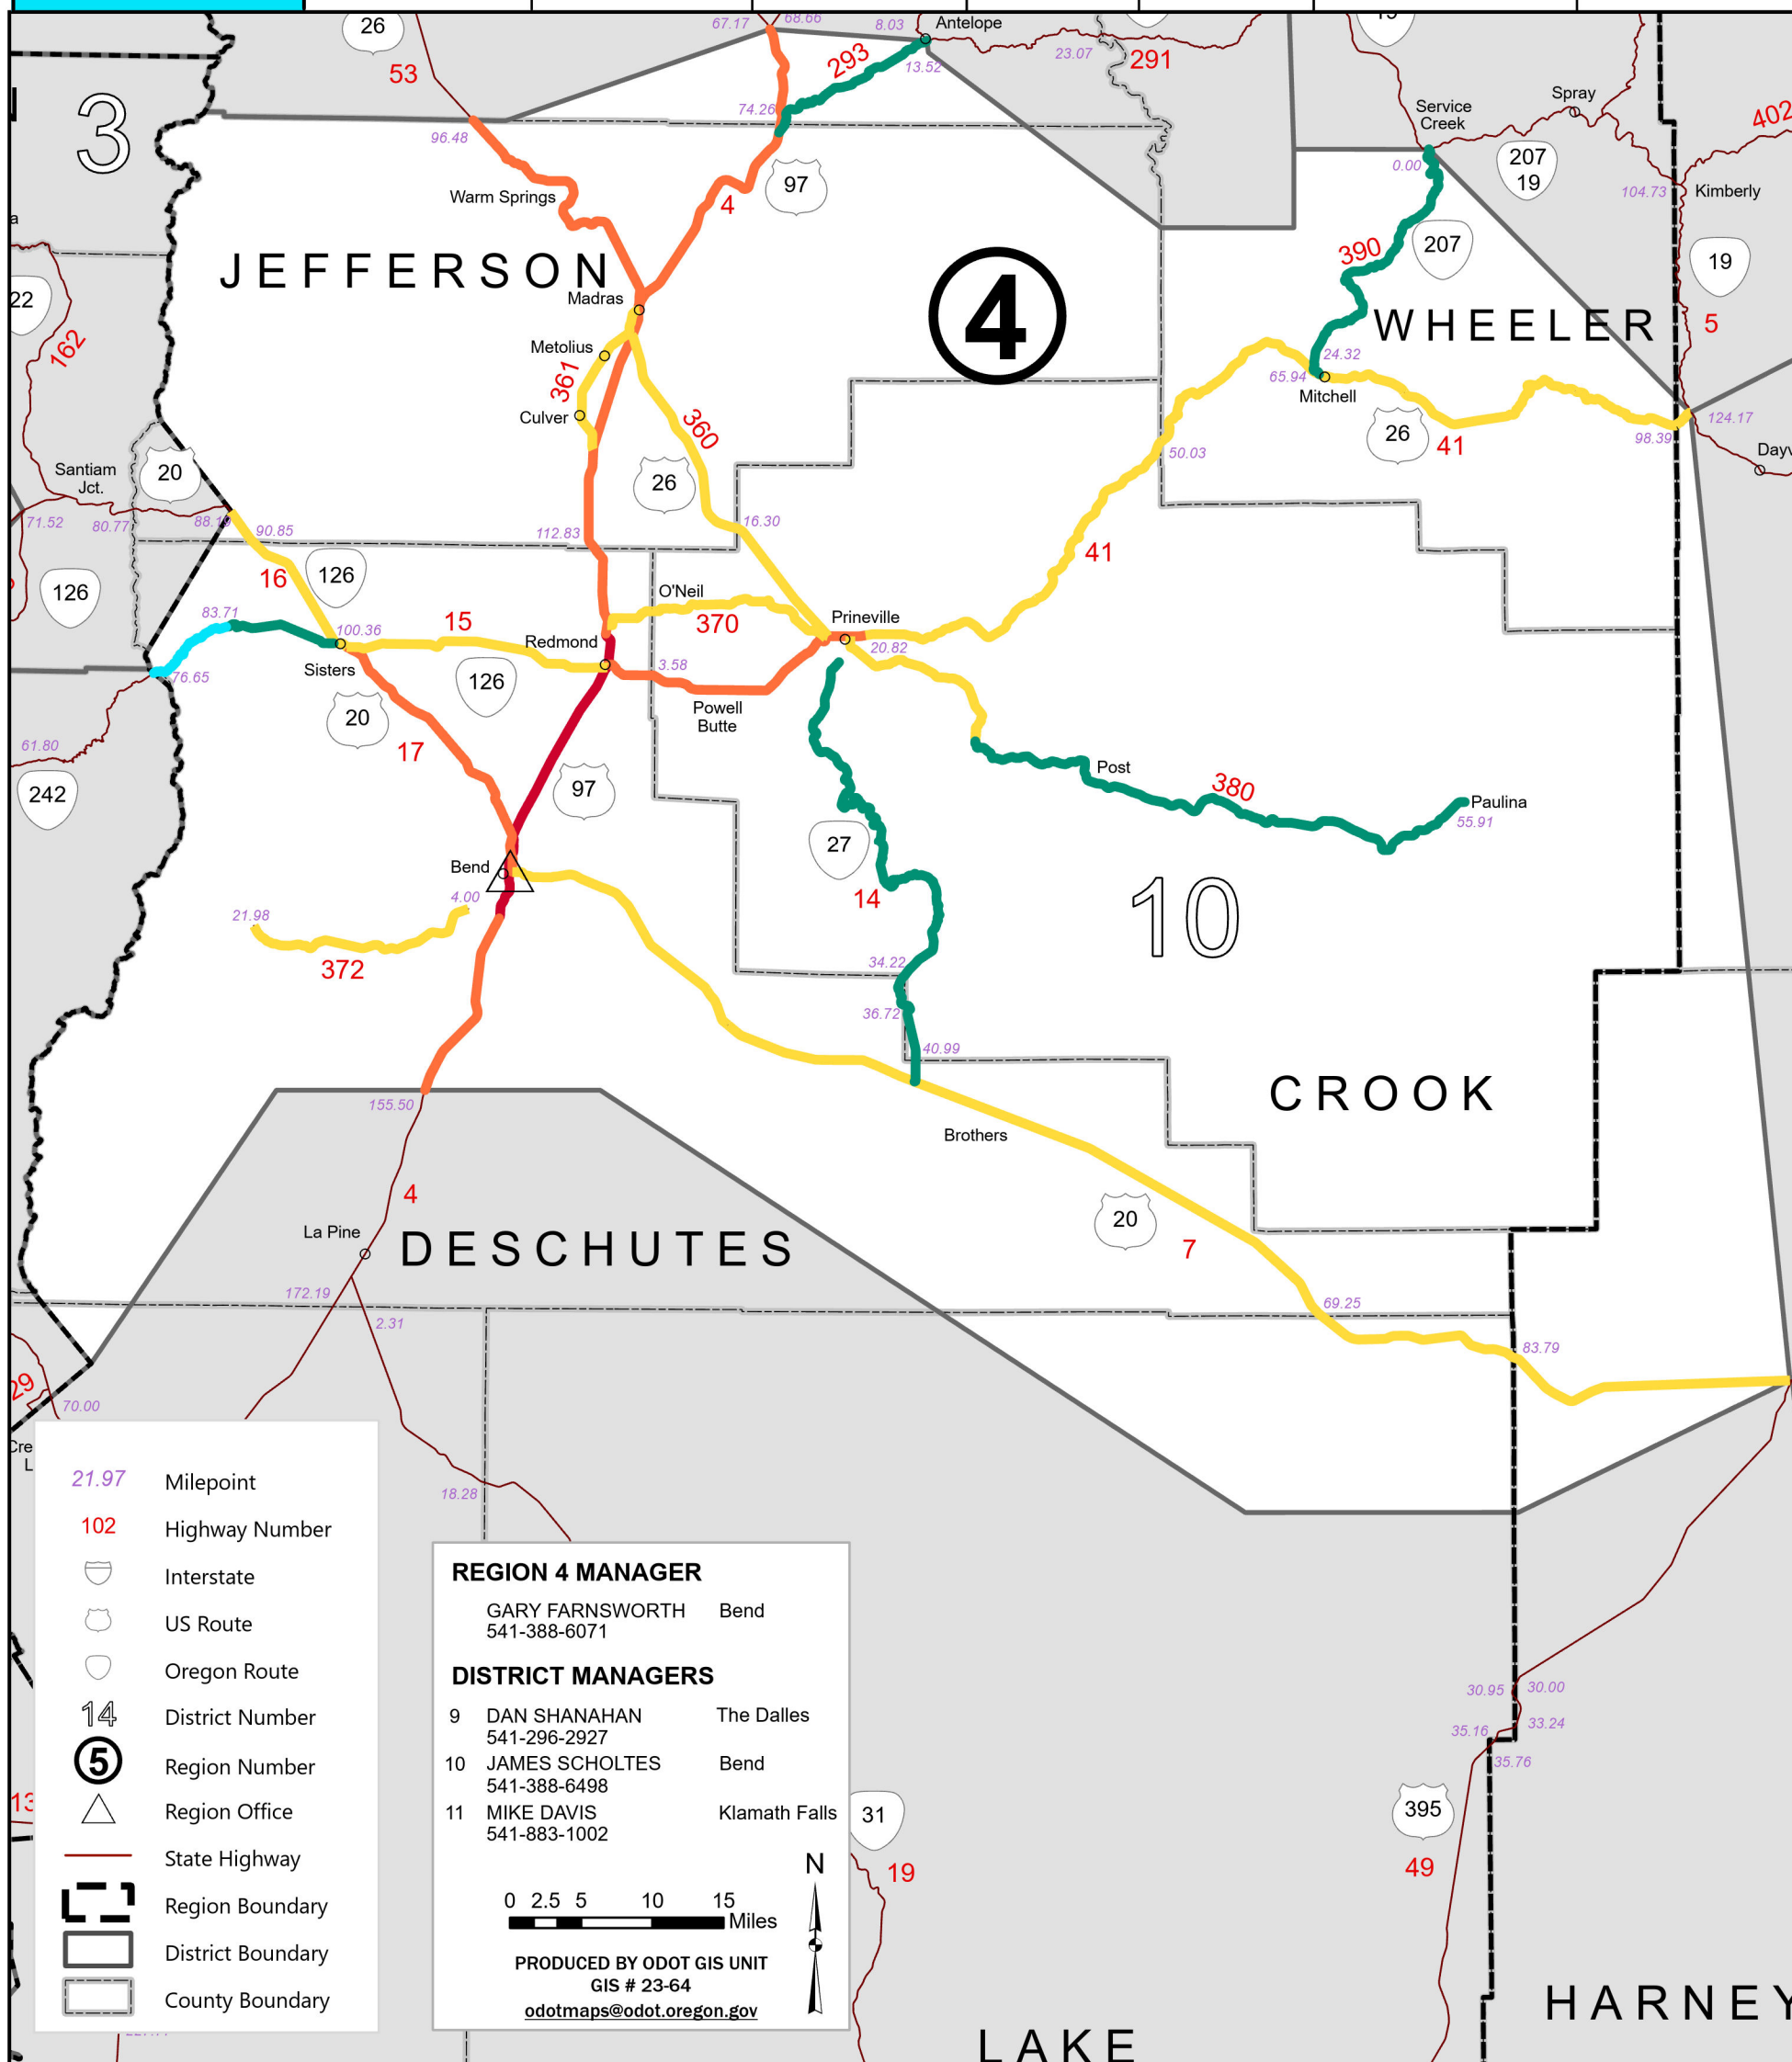 26
67.17
68.66
8.03
Antelope
19
53
293
13.52
23.07
291
3
74.26
Service
Creek
Spray
402
96.48
0.00
207
19
Warm Springs
97
4
104.73
Kimberly
a
JEFFERSON
390
207
19
22
Madras
4
WHEELER
5
162
Metolius
361
24.32
65.94
Mitchell
Culver
360
26
41
98.39
124.17
50.03
Santiam
Jct.
20
26
Dayv
71.52
80.77
88.19
90.85
112.83
16.30
41
126
16
126
O'Neil
83.71
15
370
Prineville
100.36
Redmond
20.82
Sisters
3.58
76.65
126
20
Powell
Butte
61.80
17
Post
380
242
97
Paulina
55.91
27
Bend
4.00
14
10
21.98
372
34.22
36.72
40.99
CROOK
155.50
Brothers
4
20
La Pine
DESCHUTES
7
172.19
69.25
2.31
83.79
29
70.00
Cre
L
18.28
21.97 Milepoint
102 Highway Number
Interstate
US Route
Oregon Route
14 District Number
5 Region Number
Region Office
State Highway
Region Boundary
District Boundary
County Boundary
REGION 4 MANAGER
GARY FARNSWORTH Bend
541-388-6071
DISTRICT MANAGERS
9 DAN SHANAHAN The Dalles
541-296-2927
10 JAMES SCHOLTES Bend
541-388-6498
11 MIKE DAVIS Klamath Falls
541-883-1002
N
0 2.5 5 10 15
Miles
PRODUCED BY ODOT GIS UNIT
GIS # 23-64
odotmaps@odot.oregon.gov
30.95
30.00
35.16
33.24
35.76
13
31
395
19
49
HARNEY
LAKE